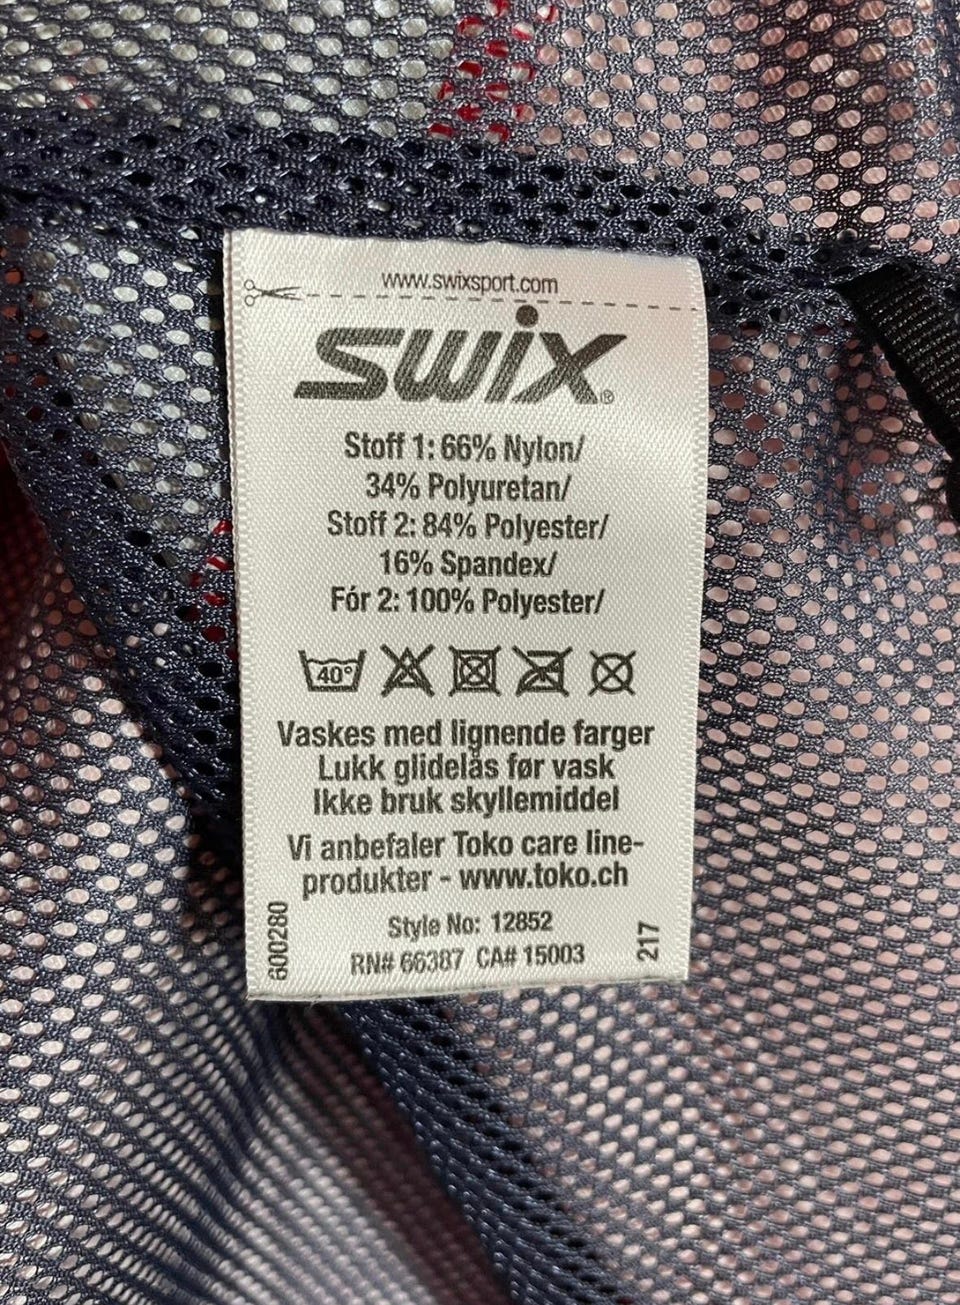 www.swixsport.com
swix®
Stoff 1: 66% Nylon/
34% Polyuretan/
Stoff 2: 84% Polyester/
16% Spandex/
Fór 2: 100% Polyester/
40°
Vaskes med lignende farger
Lukk glidelås før vask
Ikke bruk skyllemiddel
Vi anbefaler Toko care line-
produkter - www.toko.ch
Style No: 12852
RN# 66387 CA# 15003
600280
217